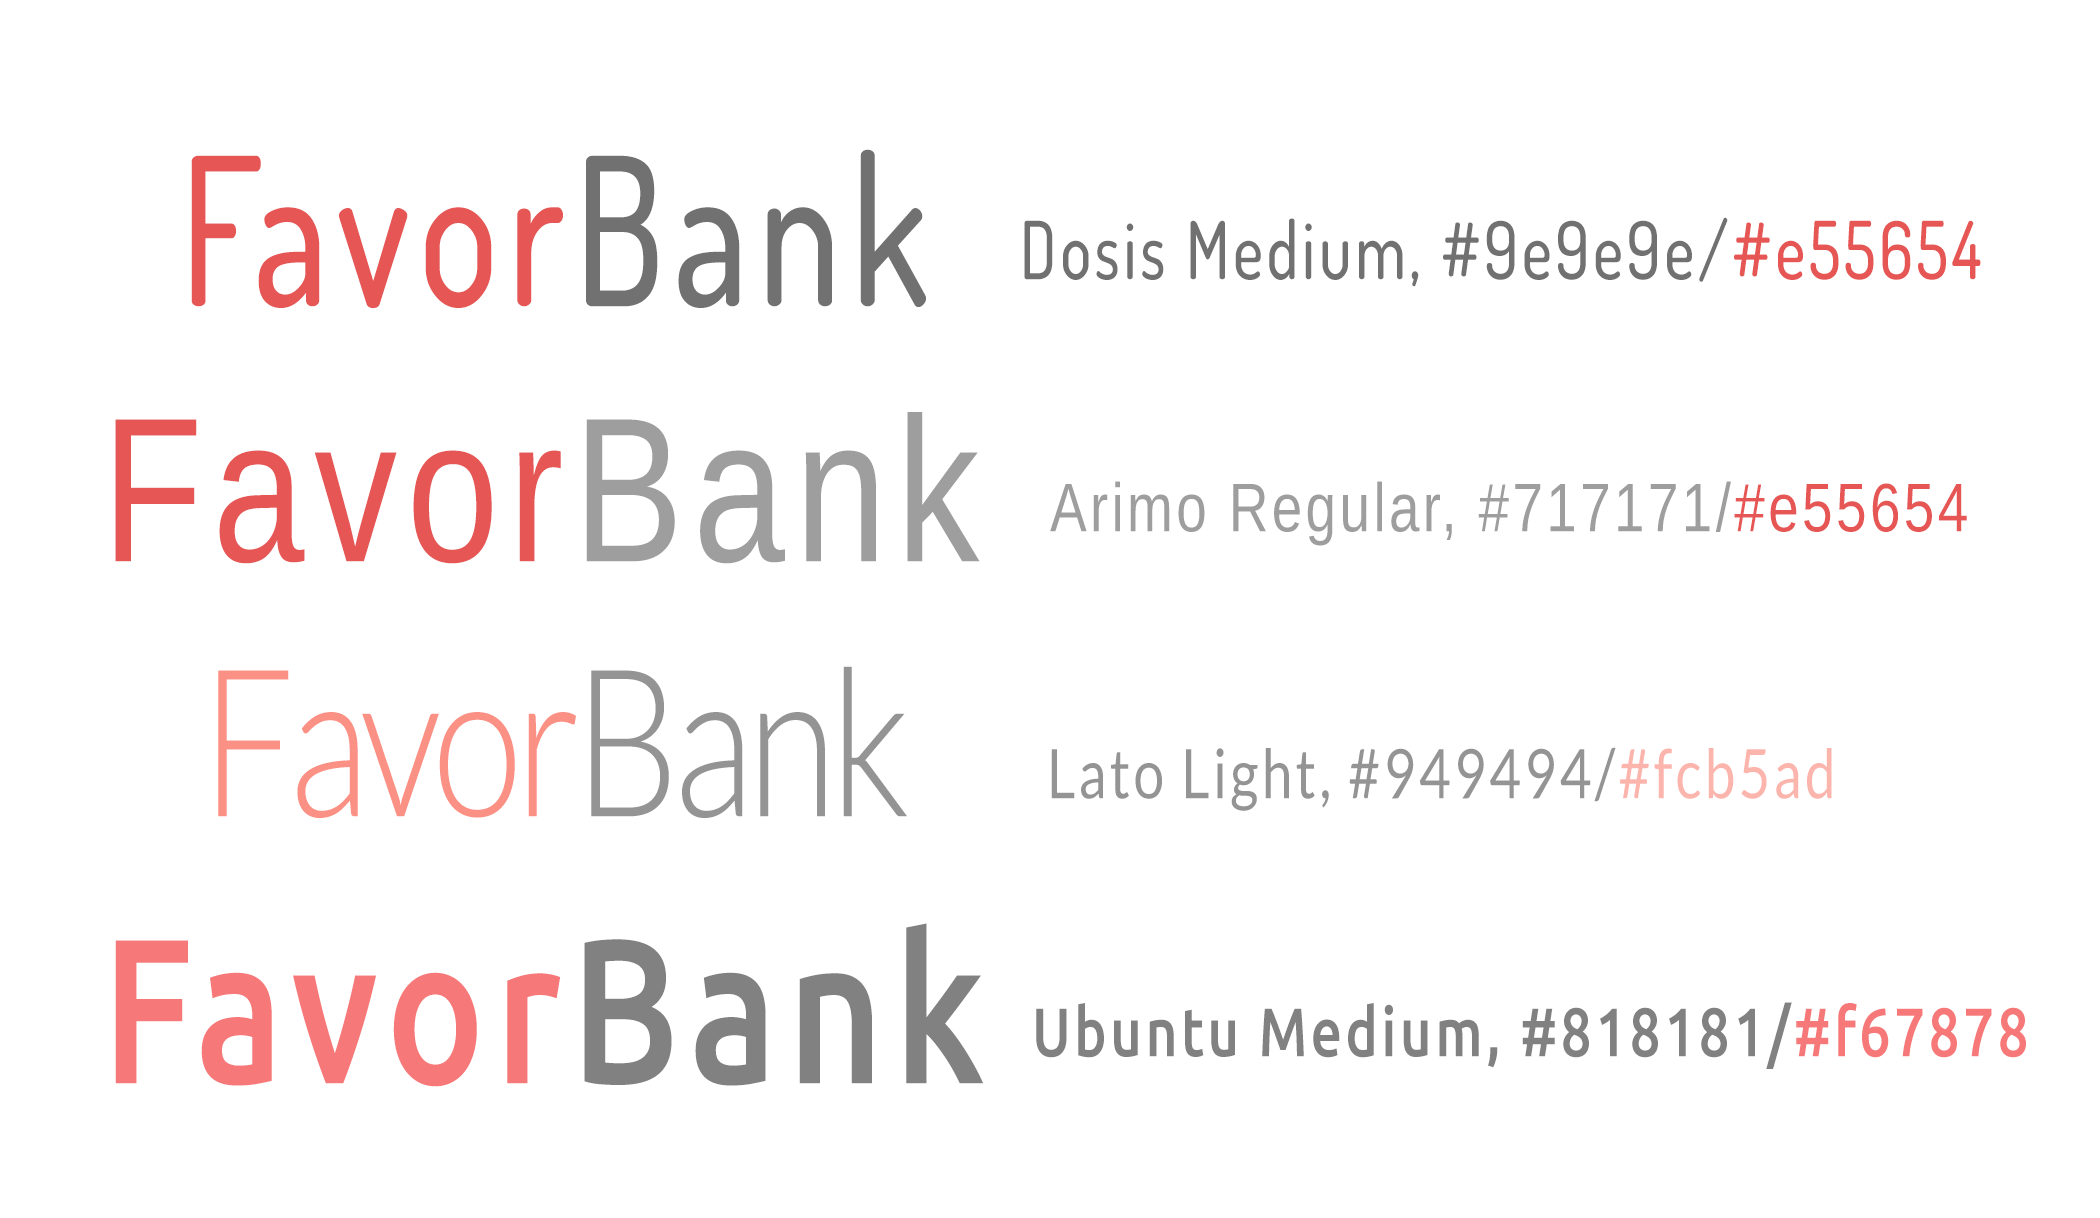 FavorBank Dosis Medium, #9e9e9e/#e55654
FavorBank Arimo Regular, #717171/#e55654
FavorBank Lato Light, #949494/#fcb5ad
FavorBank Ubuntu Medium, #818181/#f67878